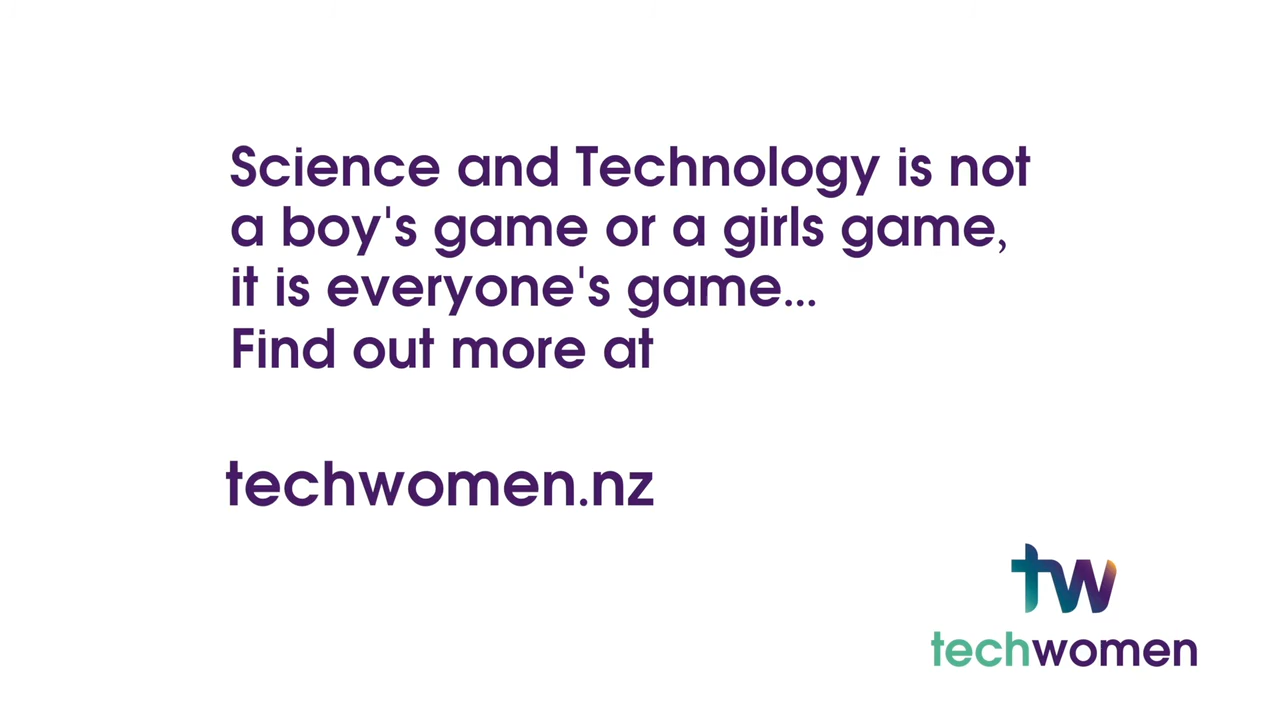 Science and Technology is not
a boy's game or a girls game,
it is everyone's game...
Find out more at
techwomen.nz
tw
techwomen